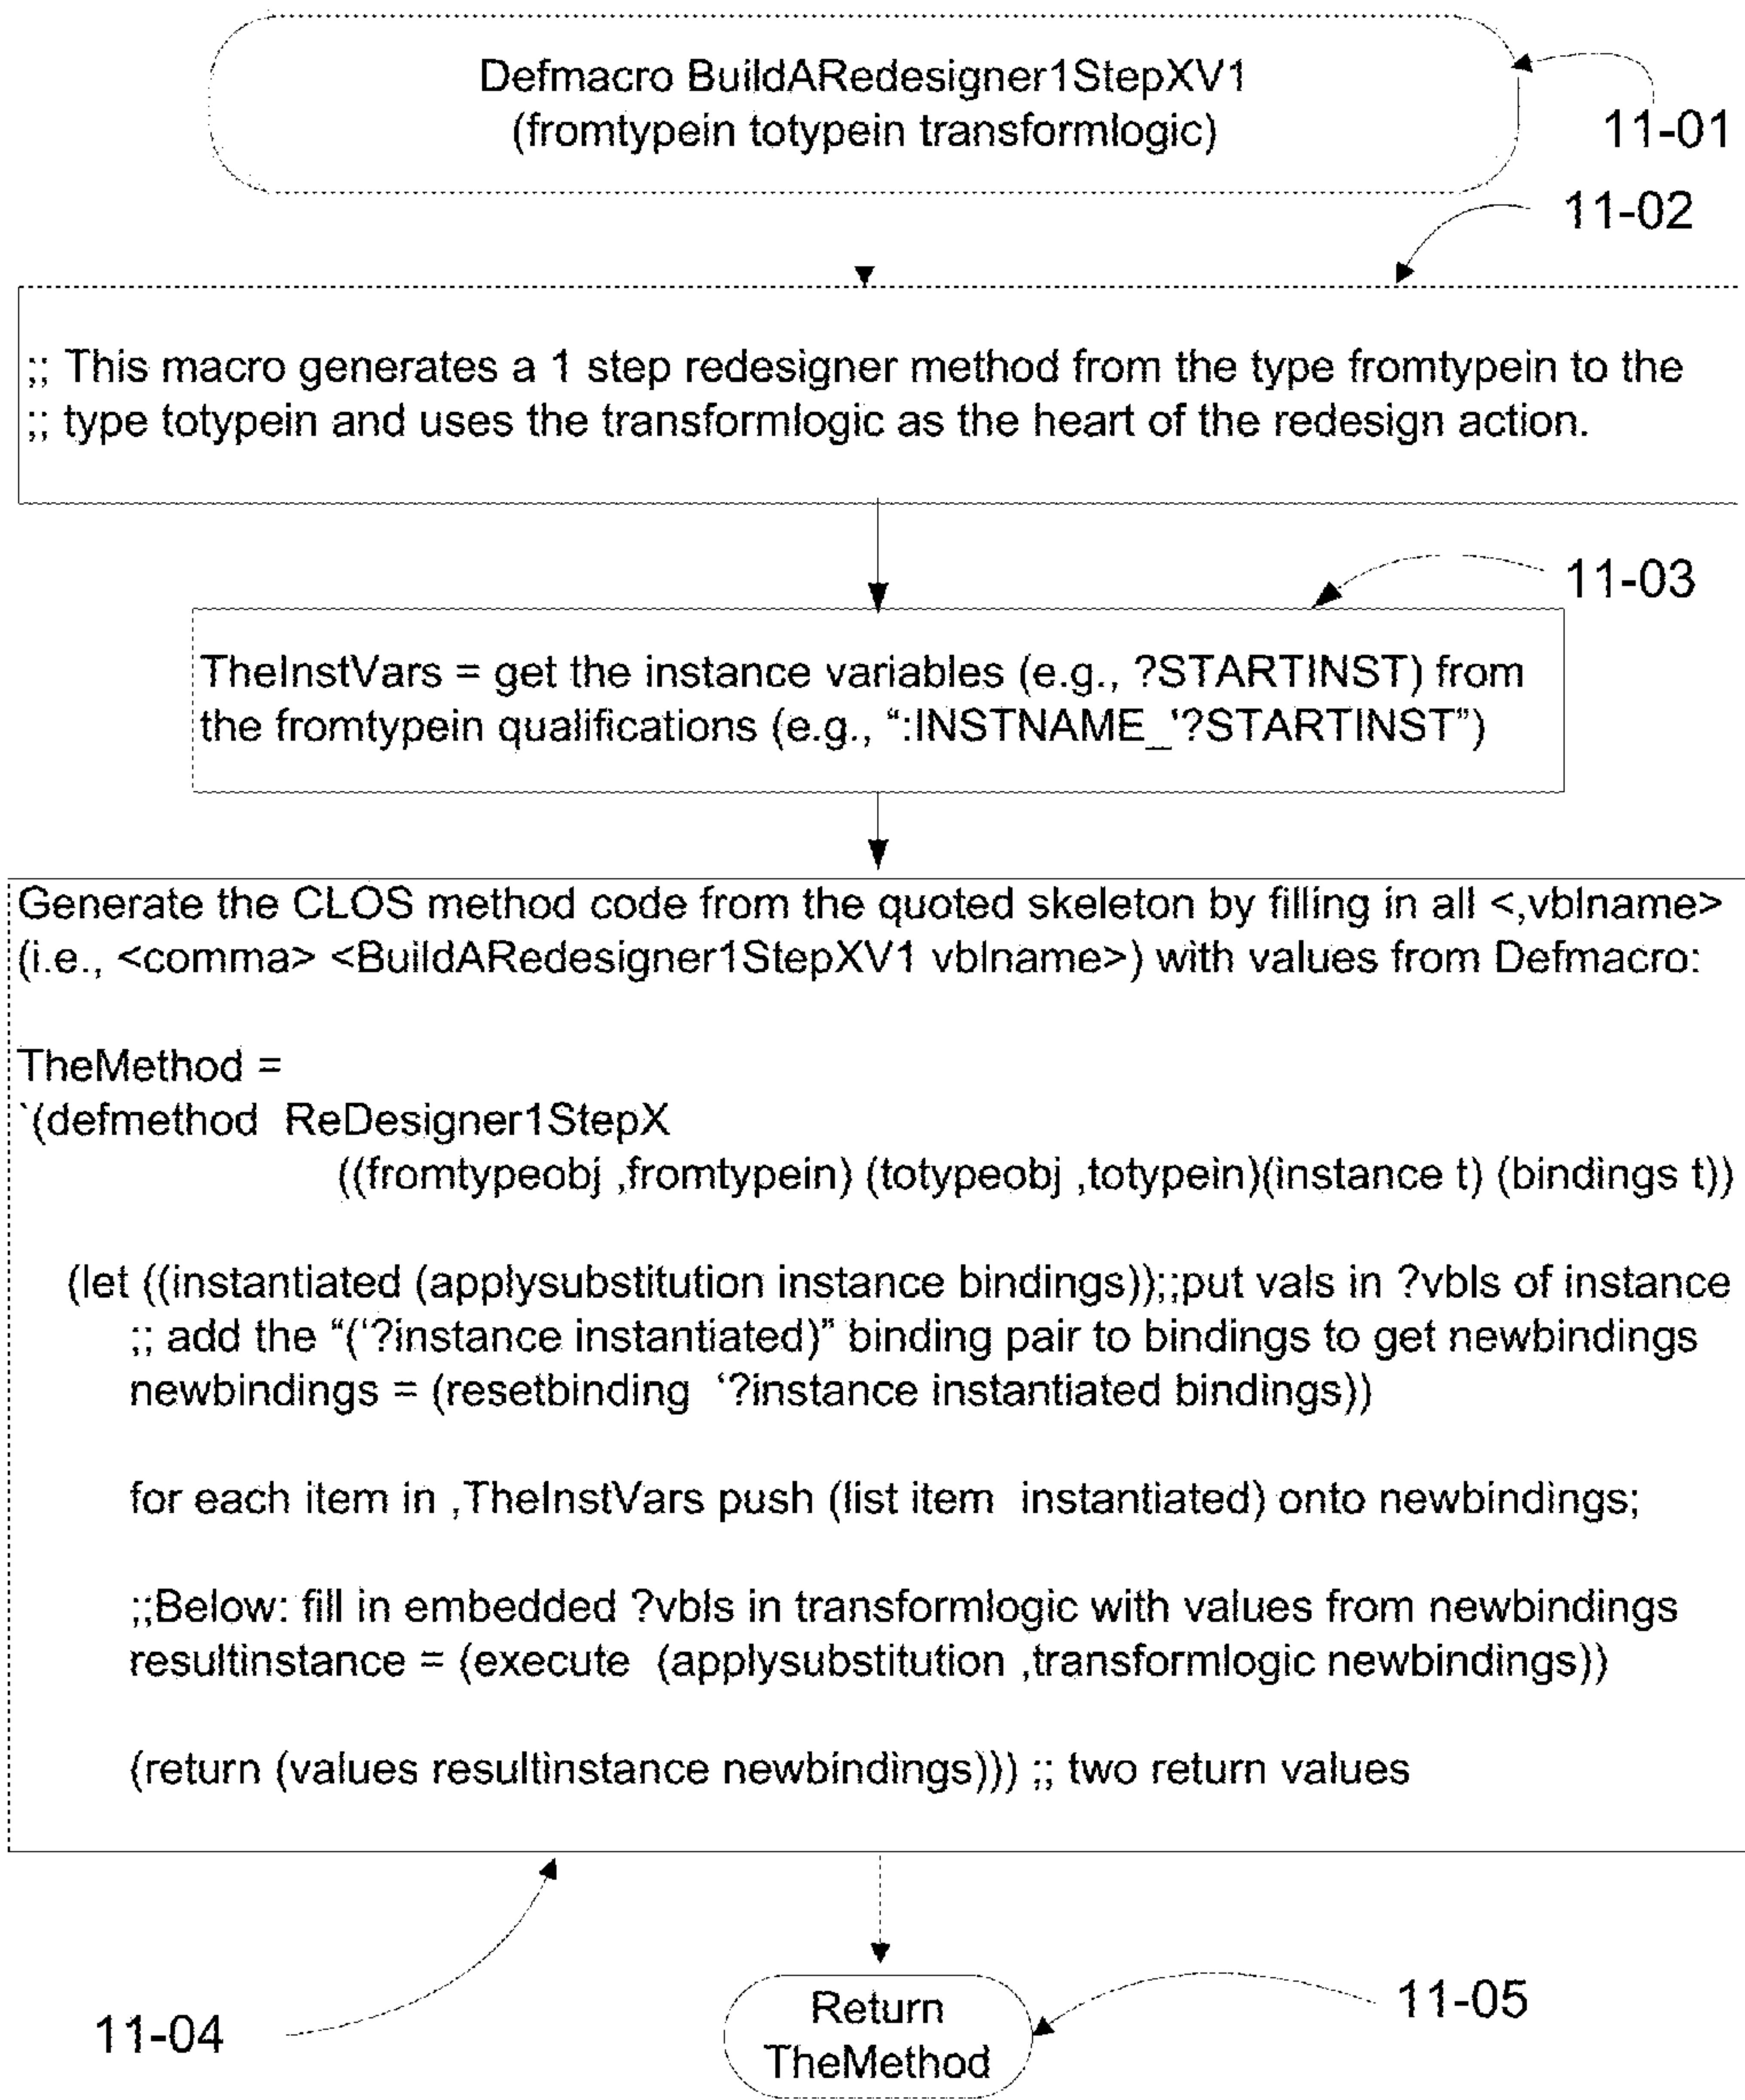 Defmacro BuildARedesigner1StepXV1
(fromtypein totypein transformlogic)
11-01
11-02
;; This macro generates a 1 step redesigner method from the type fromtypein to the
;; type totypein and uses the transformlogic as the heart of the redesign action.
11-03
TheInstVars = get the instance variables (e.g., ?STARTINST) from
the fromtypein qualifications (e.g., “:INSTNAME_'?STARTINST”)
Generate the CLOS method code from the quoted skeleton by filling in all <,vblname>
(i.e., <comma> <BuildARedesigner1StepXV1 vblname>) with values from Defmacro:
TheMethod =
`(defmethod ReDesigner1StepX
((fromtypeobj ,fromtypein) (totypeobj ,totypein)(instance t) (bindings t))
(let ((instantiated (applysubstitution instance bindings));;put vals in ?vbls of instance
;; add the “(‘?instance instantiated)” binding pair to bindings to get newbindings
newbindings = (resetbinding ‘?instance instantiated bindings))
for each item in ,TheInstVars push (list item instantiated) onto newbindings;
;;Below: fill in embedded ?vbls in transformlogic with values from newbindings
resultinstance = (execute (applysubstitution ,transformlogic newbindings))
(return (values resultinstance newbindings))) ;; two return values
11-04
Return
TheMethod
11-05